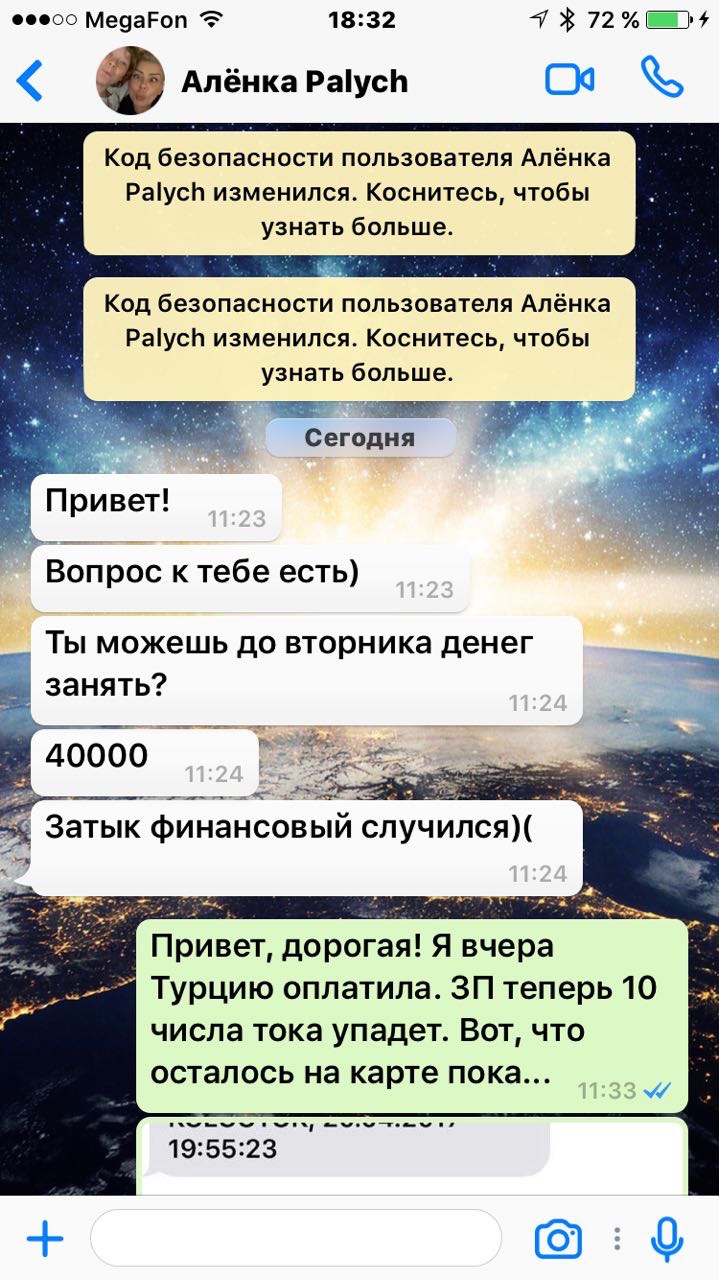 MegaFon 18:32 72 %
Алёнка Palych
Код безопасности пользователя Алёнка
Palych изменился. Коснитесь, чтобы
узнать больше.
Код безопасности пользователя Алёнка
Palych изменился. Коснитесь, чтобы
узнать больше.
Сегодня
Привет! 11:23
Вопрос к тебе есть) 11:23
Ты можешь до вторника денег
занять? 11:24
40000 11:24
Затык финансовый случился)(
11:24
Привет, дорогая! Я вчера
Турцию оплатила. ЗП теперь 10
числа тока упадет. Вот, что
осталось на карте пока... 11:33
19:55:23